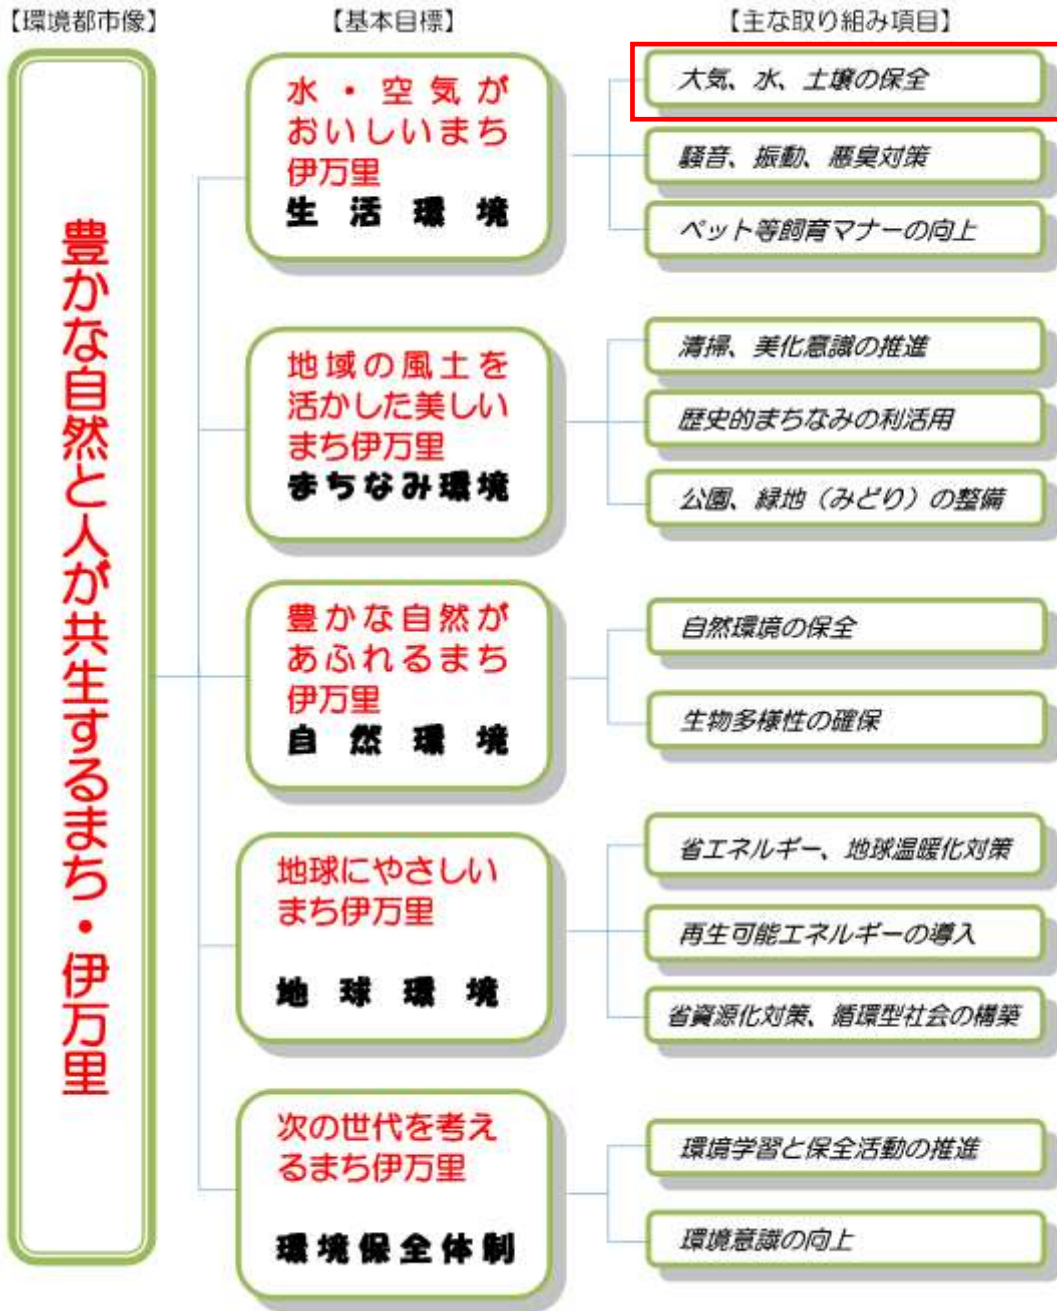 【環境都市像】
【基本目標】
【主な取り組み項目】
豊かな自然と人が共生するまち・伊万里
水・空気が
おいしいまち
伊万里
生活環境
大気、水、土壌の保全
騒音、振動、悪臭対策
ペット等飼育マナーの向上
地域の風土を
活かした美しい
まち伊万里
まちなみ環境
清掃、美化意識の推進
歴史的まちなみの利活用
公園、緑地（みどり）の整備
豊かな自然が
あふれるまち
伊万里
自然環境
自然環境の保全
生物多様性の確保
地球にやさしい
まち伊万里
地球環境
省エネルギー、地球温暖化対策
再生可能エネルギーの導入
省資源化対策、循環型社会の構築
次の世代を考え
るまち伊万里
環境保全体制
環境学習と保全活動の推進
環境意識の向上